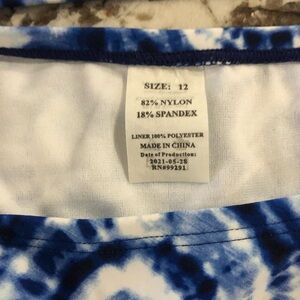 SIZE: 12
82% NYLON
18% SPANDEX
LINER 100% POLYESTER
MADE IN CHINA
Date of Production:
2021-05-28
RN#99291